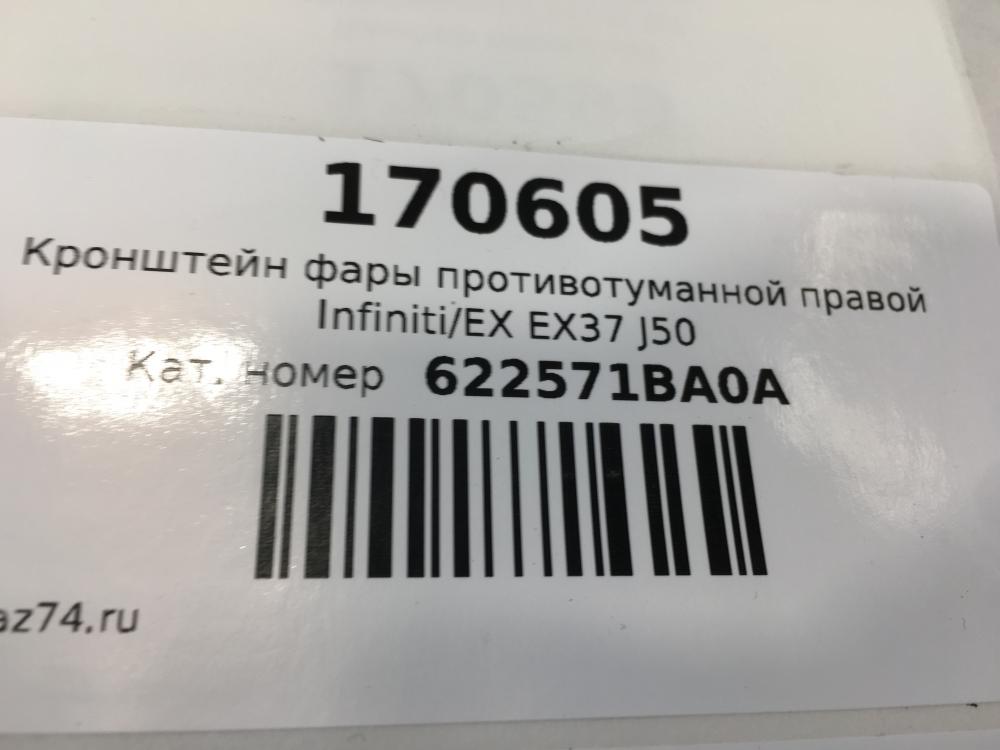 170605
Кронштейн фары противотуманной правой
Infiniti/EX EX37 J50
Кат. номер 622571BA0A
az74.ru